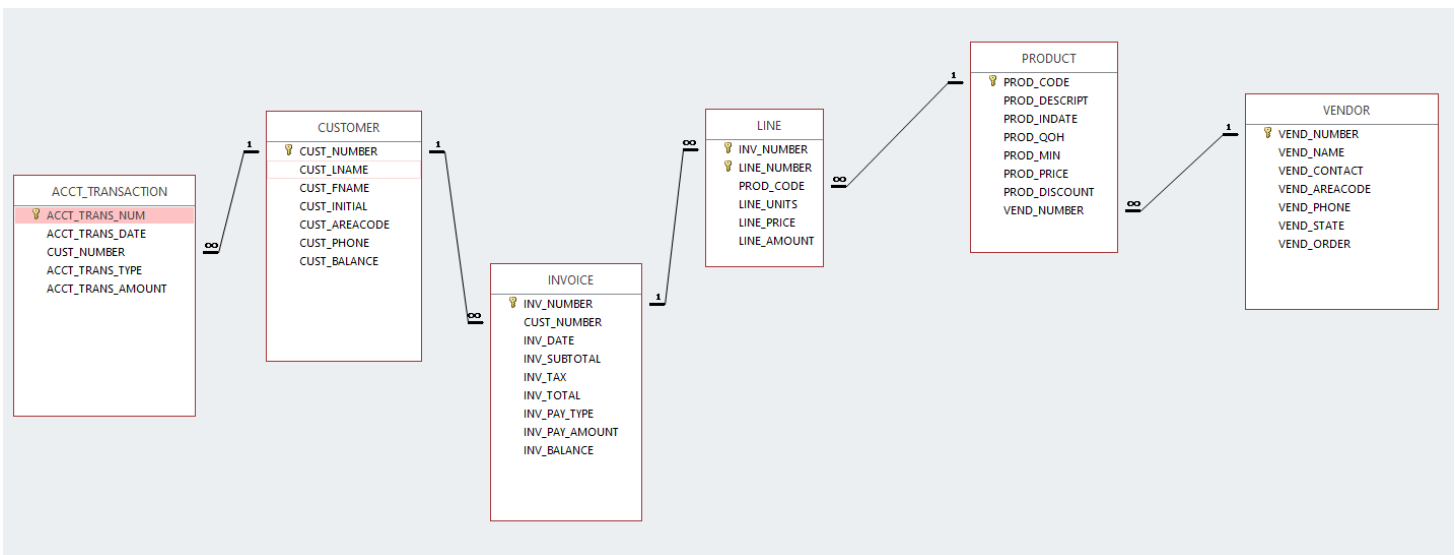 ACCT_TRANSACTION
ACCT_TRANS_NUM
ACCT_TRANS_DATE
CUST_NUMBER
ACCT_TRANS_TYPE
ACCT_TRANS_AMOUNT
1
∞
CUSTOMER
CUST_NUMBER
CUST_LNAME
CUST_FNAME
CUST_INITIAL
CUST_AREACODE
CUST_PHONE
CUST_BALANCE
1
∞
INVOICE
INV_NUMBER
CUST_NUMBER
INV_DATE
INV_SUBTOTAL
INV_TAX
INV_TOTAL
INV_PAY_TYPE
INV_PAY_AMOUNT
INV_BALANCE
1
∞
LINE
INV_NUMBER
LINE_NUMBER
PROD_CODE
LINE_UNITS
LINE_PRICE
LINE_AMOUNT
∞
1
PRODUCT
PROD_CODE
PROD_DESCRIPT
PROD_INDATE
PROD_QOH
PROD_MIN
PROD_PRICE
PROD_DISCOUNT
VEND_NUMBER
∞
1
VENDOR
VEND_NUMBER
VEND_NAME
VEND_CONTACT
VEND_AREACODE
VEND_PHONE
VEND_STATE
VEND_ORDER